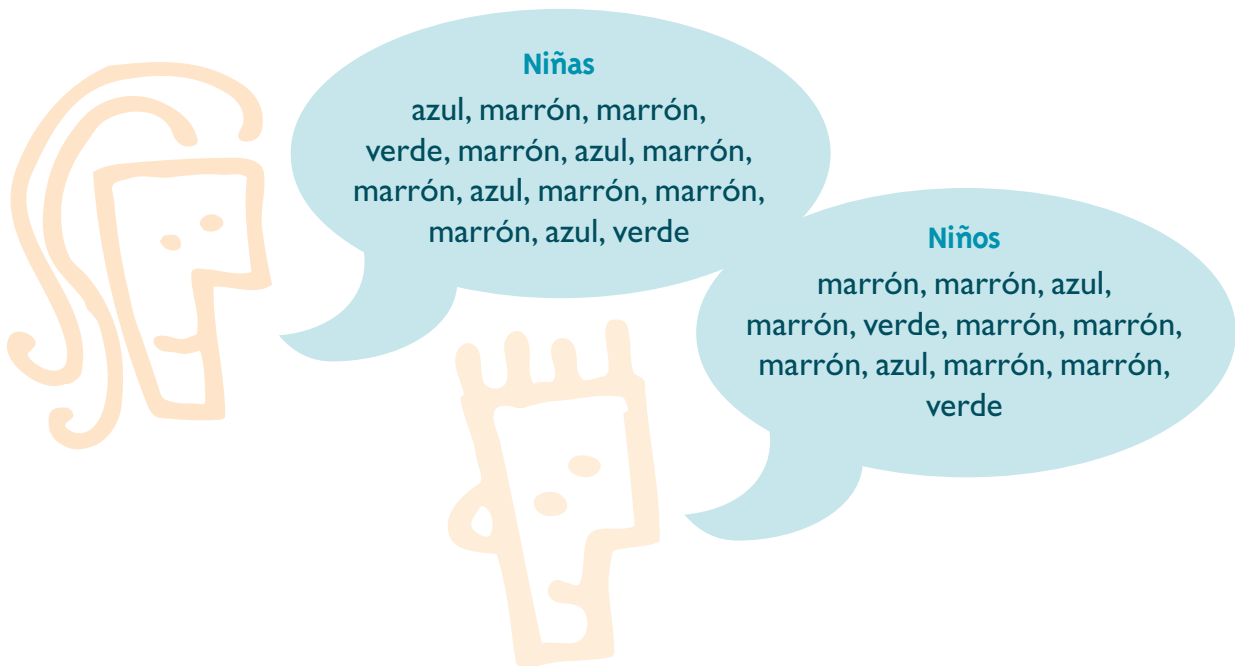 Niñas
azul, marrón, marrón,
verde, marrón, azul, marrón,
marrón, azul, marrón, marrón,
marrón, azul, verde
Niños
marrón, marrón, azul,
marrón, verde, marrón, marrón,
marrón, azul, marrón, marrón,
verde